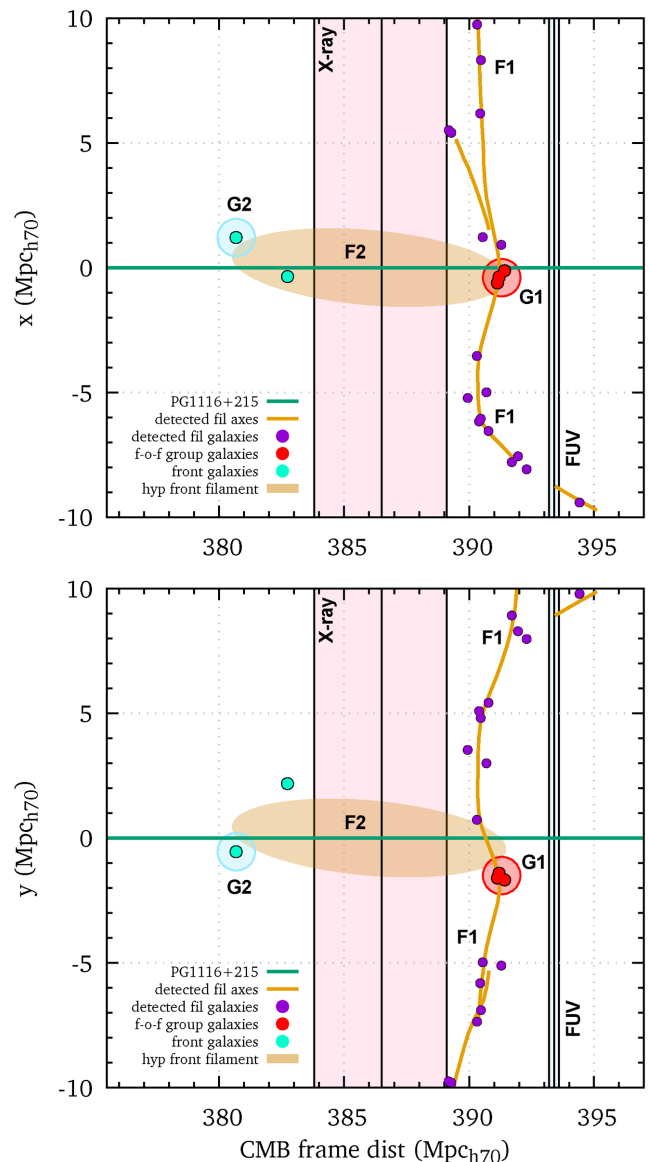 10
X-ray
F1
5
G2
F2
0
G1
x (Mpc_h70)
-5
F1
PG1116+215
detected fil axes
detected fil galaxies
f-o-f group galaxies
front galaxies
hyp front filament
FUV
-10
380 385 390 395
10
X-ray
F1
5
F2
0
G1
G2
y (Mpc_h70)
F1
-5
PG1116+215
detected fil axes
detected fil galaxies
f-o-f group galaxies
front galaxies
hyp front filament
FUV
-10
380 385 390 395
CMB frame dist (Mpc_h70)